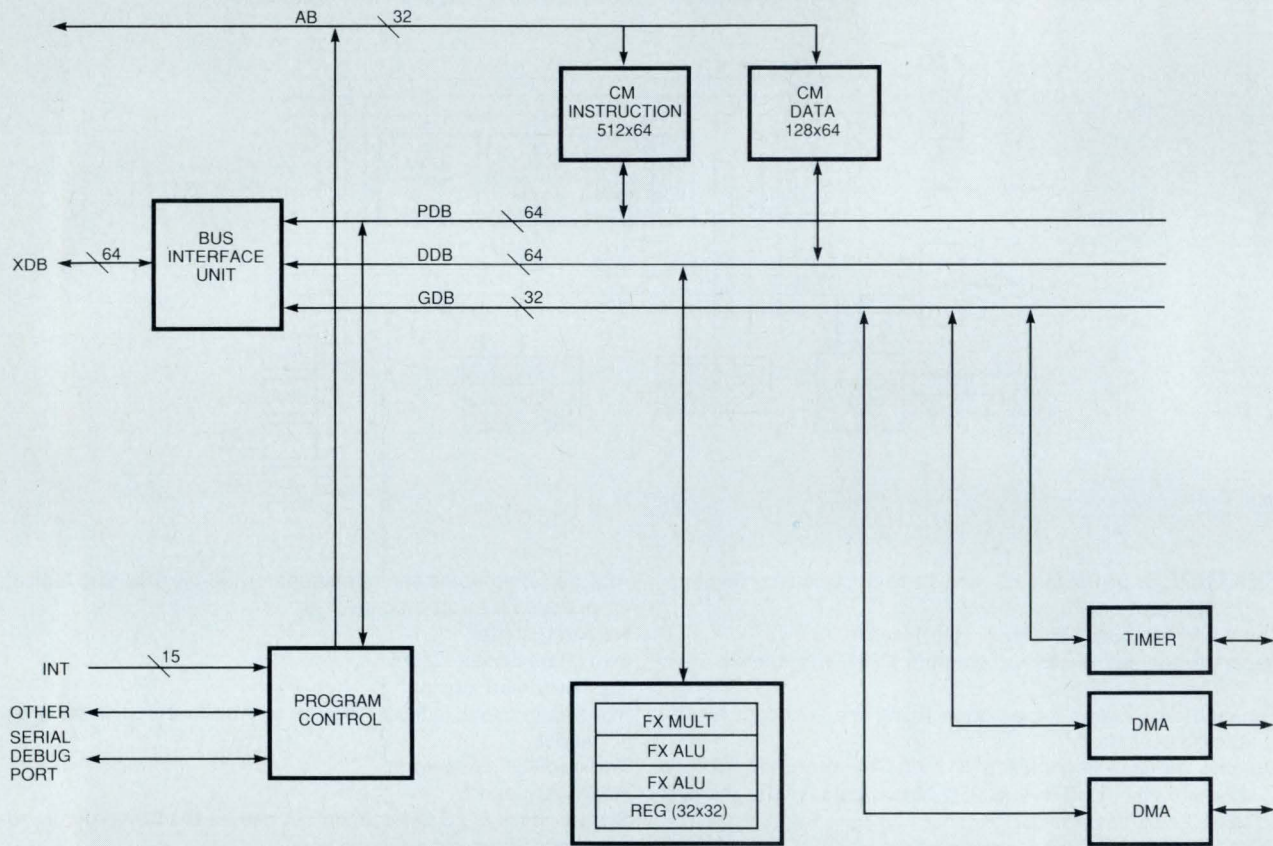 AB 32
CM
INSTRUCTION
512x64
CM
DATA
128x64
BUS
INTERFACE
UNIT
XDB 64
PDB 64
DDB 64
GDB 32
INT 15
OTHER
SERIAL
DEBUG
PORT
PROGRAM
CONTROL
FX MULT
FX ALU
FX ALU
REG (32x32)
TIMER
DMA
DMA